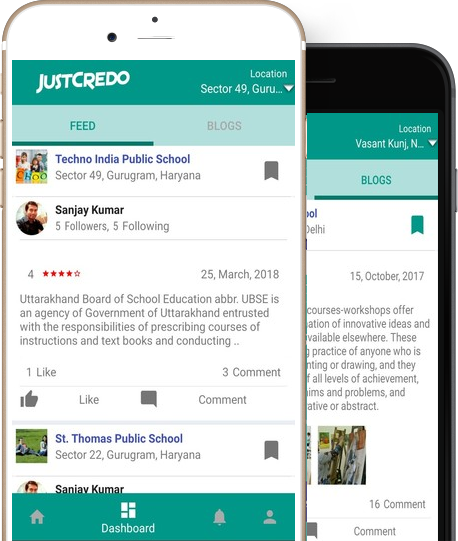 JUSTCREDO
Location
Sector 49, Guru...
FEED
BLOGS
Techno India Public School
Sector 49, Gurugram, Haryana
Sanjay Kumar
5 Followers, 5 Following
4
25, March, 2018
Uttarakhand Board of School Education abbr. UBSE is
an agency of Government of Uttarakhand entrusted
with the responsibilities of prescribing courses of
instructions and text books and conducting ..
1 Like
3 Comment
Like
Comment
St. Thomas Public School
Sector 22, Gurugram, Haryana
Sanjay Kumar
Dashboard
Location
Vasant Kunj, N...
BLOGS
ool
Delhi
15, October, 2017
courses-workshops offer
ation of innovative ideas and
available elsewhere. These
g practice of anyone who is
nting or drawing, and they
f all levels of achievement,
aims and problems, and
ative or abstract.
16 Comment
Comment